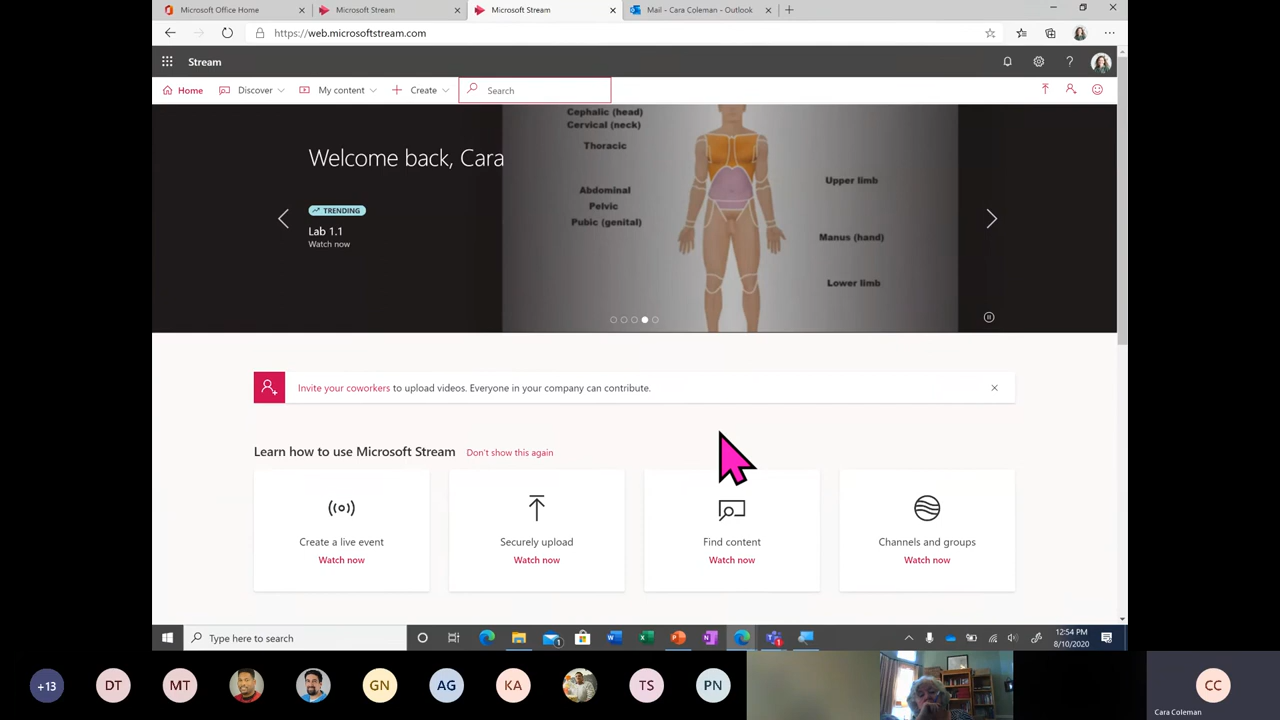 Microsoft Office Home
Microsoft Stream
Microsoft Stream
Mail - Cara Coleman - Outlook
https://web.microsoftstream.com
Stream
Home
Discover
My content
Create
Search
Welcome back, Cara
TRENDING
Lab 1.1
Watch now
Cephalic (head)
Cervical (neck)
Thoracic
Abdominal
Pelvic
Pubic (genital)
Upper limb
Manus (hand)
Lower limb
Invite your coworkers to upload videos. Everyone in your company can contribute.
Learn how to use Microsoft Stream Don't show this again
Create a live event
Watch now
Securely upload
Watch now
Find content
Watch now
Channels and groups
Watch now
Type here to search
12:54 PM
8/10/2020
+13
DT
MT
GN
AG
KA
TS
PN
CC
Cara Coleman